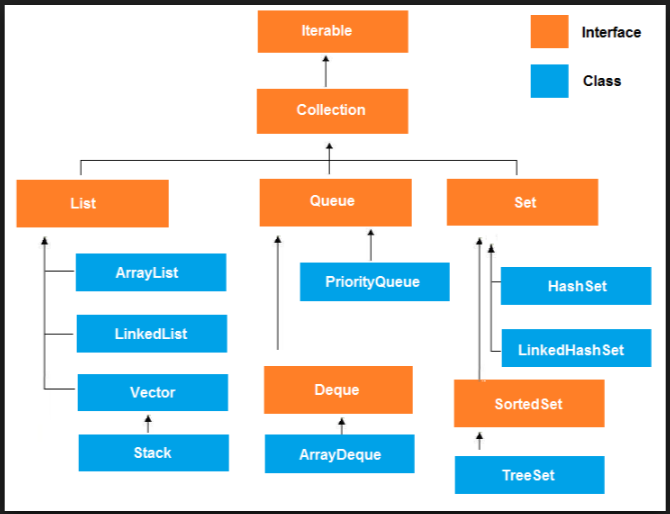 Iterable
Interface
Class
Collection
List
Queue
Set
ArrayList
PriorityQueue
HashSet
LinkedList
LinkedHashSet
Vector
Deque
SortedSet
Stack
ArrayDeque
TreeSet